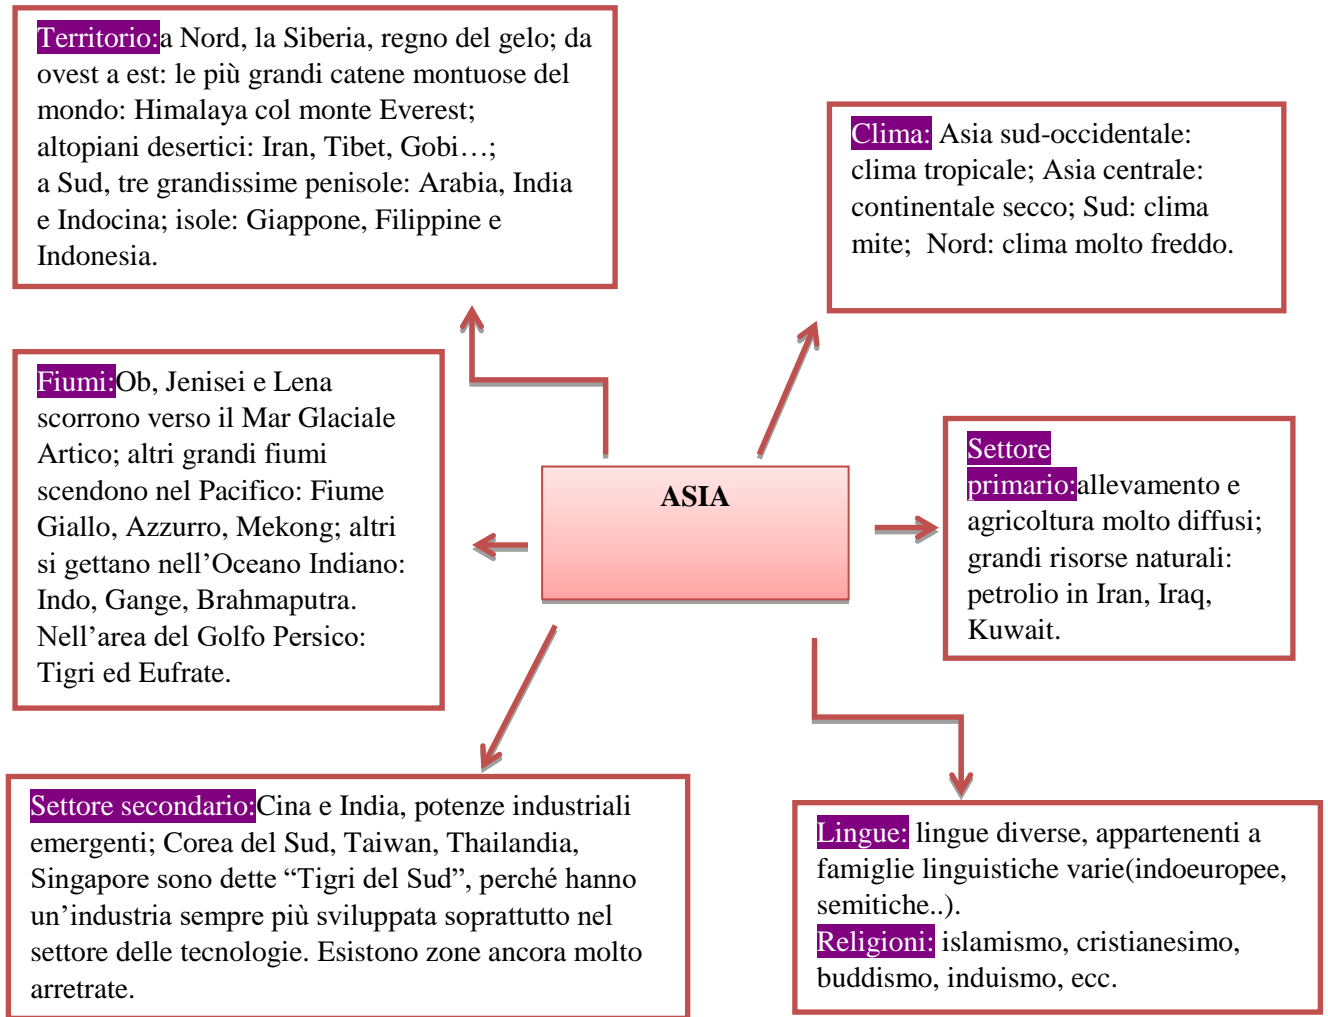 Territorio:a Nord, la Siberia, regno del gelo; da
ovest a est: le più grandi catene montuose del
mondo: Himalaya col monte Everest;
altopiani desertici: Iran, Tibet, Gobi…;
a Sud, tre grandissime penisole: Arabia, India
e Indocina; isole: Giappone, Filippine e
Indonesia.
Clima: Asia sud-occidentale:
clima tropicale; Asia centrale:
continentale secco; Sud: clima
mite;  Nord: clima molto freddo.
Fiumi:Ob, Jenisei e Lena
scorrono verso il Mar Glaciale
Artico; altri grandi fiumi
scendono nel Pacifico: Fiume
Giallo, Azzurro, Mekong; altri
si gettano nell’Oceano Indiano:
Indo, Gange, Brahmaputra.
Nell’area del Golfo Persico:
Tigri ed Eufrate.
ASIA
Settore
primario:allevamento e
agricoltura molto diffusi;
grandi risorse naturali:
petrolio in Iran, Iraq,
Kuwait.
Settore secondario:Cina e India, potenze industriali
emergenti; Corea del Sud, Taiwan, Thailandia,
Singapore sono dette “Tigri del Sud”, perché hanno
un’industria sempre più sviluppata soprattutto nel
settore delle tecnologie. Esistono zone ancora molto
arretrate.
Lingue: lingue diverse, appartenenti a
famiglie linguistiche varie(indoeuropee,
semitiche..).
Religioni: islamismo, cristianesimo,
buddismo, induismo, ecc.